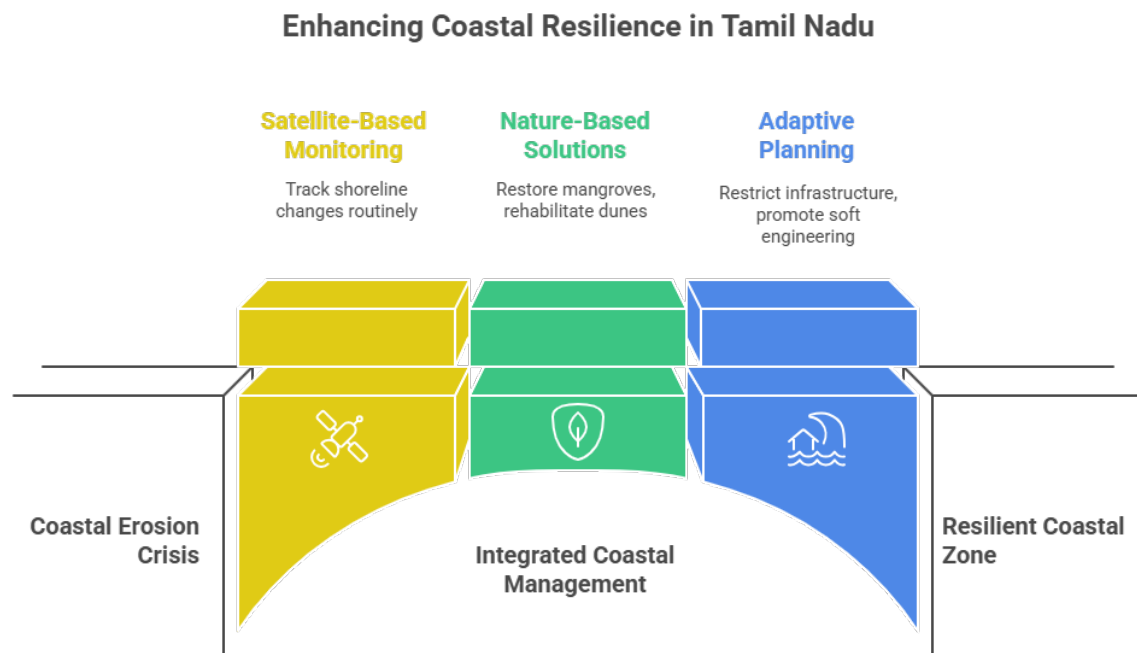 Enhancing Coastal Resilience in Tamil Nadu
Satellite-Based
Monitoring
Track shoreline
changes routinely
Nature-Based
Solutions
Restore mangroves,
rehabilitate dunes
Adaptive
Planning
Restrict infrastructure,
promote soft
engineering
Coastal Erosion
Crisis
Integrated Coastal
Management
Resilient Coastal
Zone